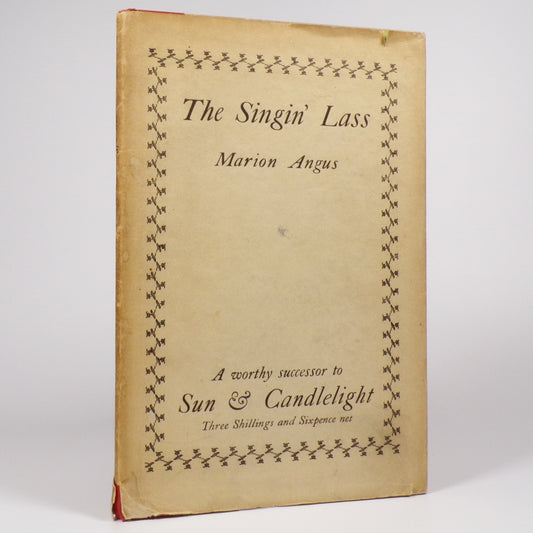 The Singin' Lass
Marion Angus
A worthy successor to
Sun & Candlelight
Three Shillings and Sixpence net